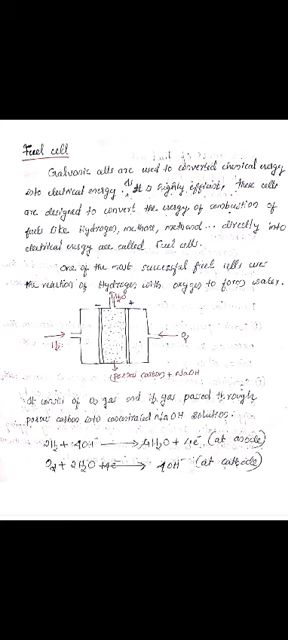 Fuel cell
Galvanic cells are used to converted chemical energy
into electrical energy. It is highly efficient, These cells
are designed to convert the energy of combustion of
fuels like Hydrogen, methane, methanol... directly into
electrical energy are called Fuel cells.
One of the most successful fuel cells uses
the reaction of Hydrogen with oxygen to forms water.
H₂O
- +
H₂ O₂
(Porous carbon) + NaOH
It consists of O₂ gas and H₂ gas passed through
porous carbon into concentrated NaOH solution.
2H₂ + 4OH⁻ ⟶ 4H₂O + 4e⁻ (at anode)
O₂ + 2H₂O + 4e⁻ ⟶ 4OH⁻ (at cathode)